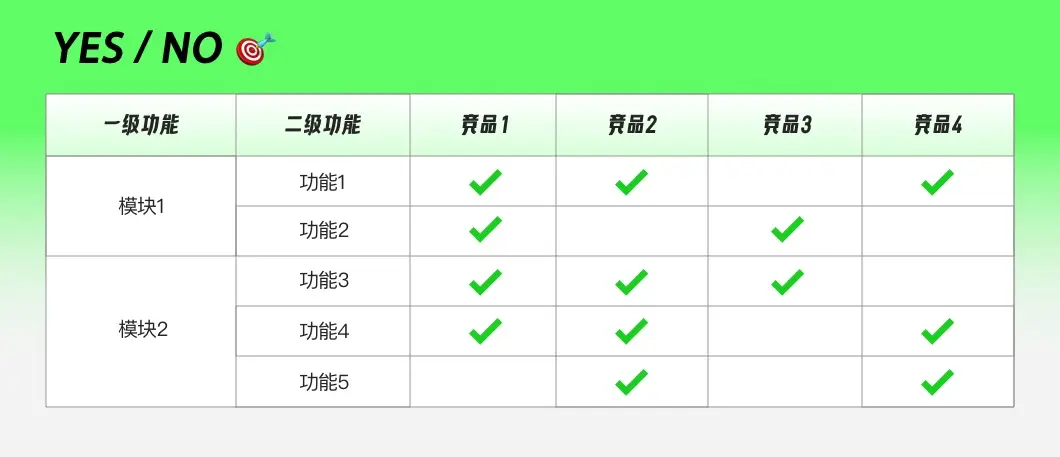 YES / NO
一级功能 二级功能 竞品1 竞品2 竞品3 竞品4
模块1 功能1
功能2
功能3
模块2 功能4
功能5